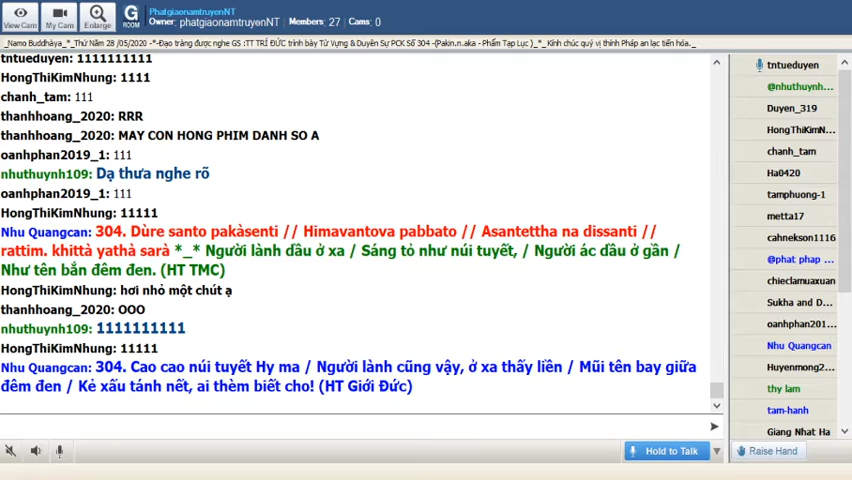 View Cam
My Cam
Enlarge
G
ROOM
PhatgiaonamtruyenNT
Owner: phatgiaonamtruyenNT | Members: 27 | Cams: 0
_Namo Buddhàya_*_Thứ Năm 28 /05/2020 -*-Đạo tràng được nghe GS :TT TRÍ ĐỨC trình bày Từ Vựng & Duyên Sự PCK Số 304 -(Pakin.n.aka - Phẩm Tạp Lục )_*_ Kính chúc quý vị thính Pháp an lạc tiến hóa._
tntueduyen: 1111111111
HongThiKimNhung: 1111
chanh_tam: 111
thanhhoang_2020: RRR
thanhhoang_2020: MAY CON HONG PHIM DANH SO A
oanhphan2019_1: 111
nhuthuynh109: Dạ thưa nghe rõ
oanhphan2019_1: 111
HongThiKimNhung: 11111
Nhu Quangcan: 304. Dùre santo pakàsenti // Himavantova pabbato // Asantettha na dissanti //
rattim. khittà yathà sarà *_* Người lành dầu ở xa / Sáng tỏ như núi tuyết, / Người ác dầu ở gần /
Như tên bắn đêm đen. (HT TMC)
HongThiKimNhung: hơi nhỏ một chút ạ
thanhhoang_2020: OOO
nhuthuynh109: 1111111111
HongThiKimNhung: 11111
Nhu Quangcan: 304. Cao cao núi tuyết Hy ma / Người lành cũng vậy, ở xa thấy liền / Mũi tên bay giữa
đêm đen / Kẻ xấu tánh nết, ai thèm biết cho! (HT Giới Đức)
tntueduyen
@nhuthuynh...
Duyen_319
HongThiKimN...
chanh_tam
Ha0420
tamphuong-1
metta17
cahnekson1116
@phat phap ...
chieclamuaxuan
Sukha and D...
oanhphan201...
Nhu Quangcan
Huyenmong2...
thy lam
tam-hanh
Giang Nhat Ha
Hold to Talk
Raise Hand